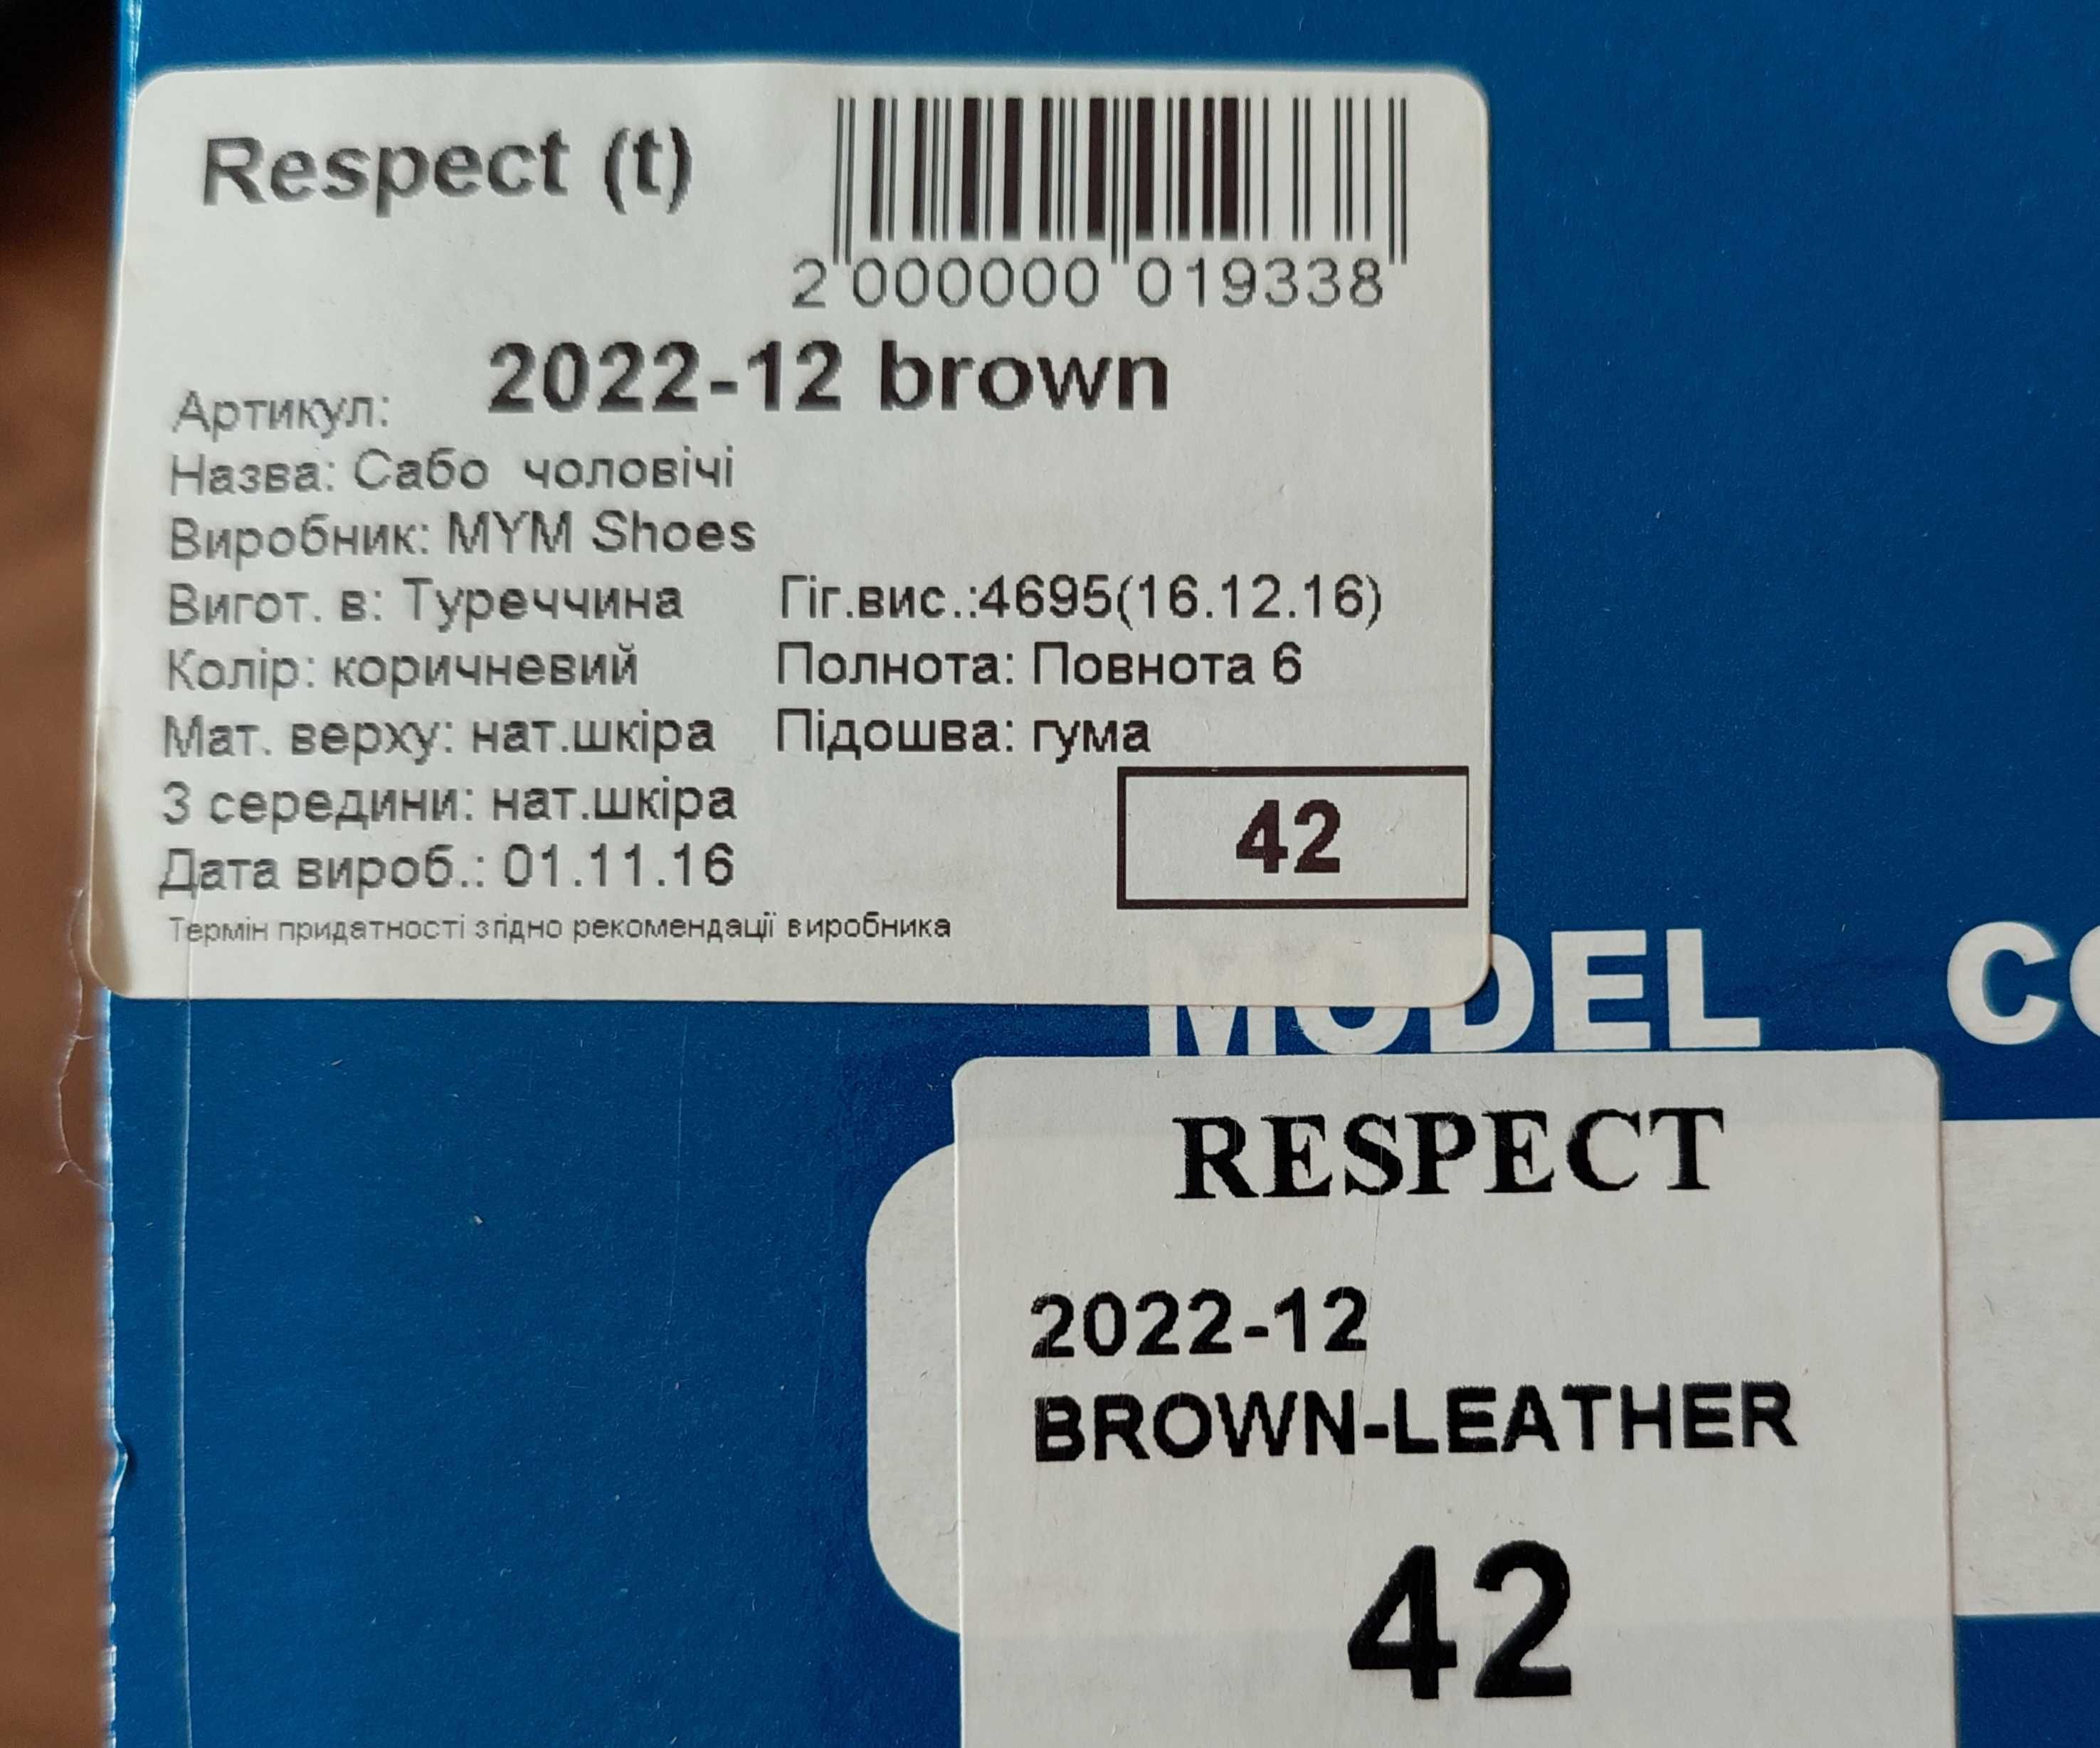 Respect (t)
2 000000 019338
Артикул: 2022-12 brown
Назва: Сабо чоловічі
Виробник: MYM Shoes
Вигот. в: Туреччина Гіг.вис.:4695(16.12.16)
Колір: коричневий Полнота: Повнота 6
Мат. верху: нат.шкіра Підошва: гума
З середини: нат.шкіра
Дата вироб.: 01.11.16
42
Термін придатності згідно рекомендації виробника
MODEL
RESPECT
2022-12
BROWN-LEATHER
42